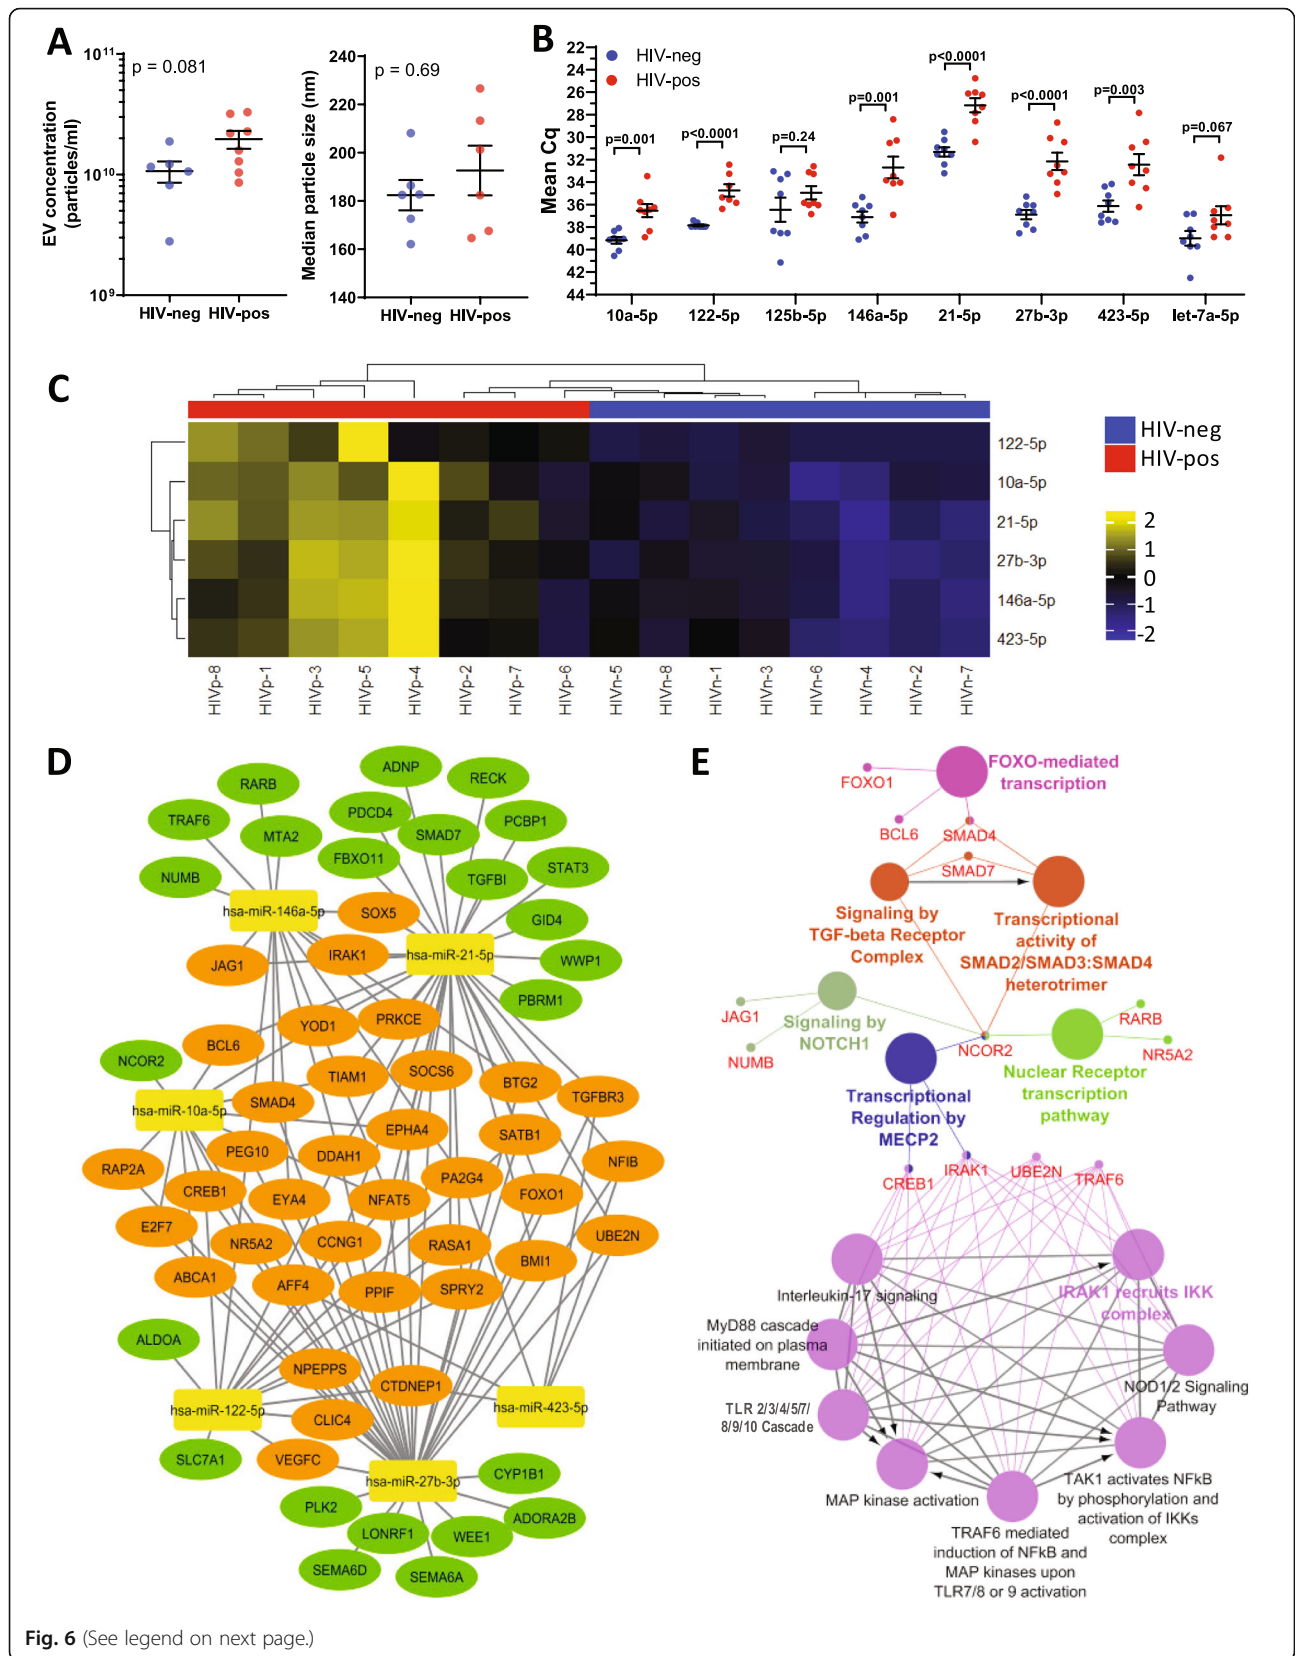 A
10¹¹
10¹⁰
10⁹
EV concentration
(particles/ml)
p = 0.081
HIV-neg HIV-pos
240
220
200
180
160
140
Median particle size (nm)
p = 0.69
HIV-neg HIV-pos
B
22
24
26
28
30
32
34
36
38
40
42
44
Mean Cq
HIV-neg
HIV-pos
p=0.001
p<0.0001
p=0.24
p=0.001
p<0.0001
p<0.0001
p=0.003
p=0.067
10a-5p
122-5p
125b-5p
146a-5p
21-5p
27b-3p
423-5p
let-7a-5p
C
122-5p
10a-5p
21-5p
27b-3p
146a-5p
423-5p
HIVp-8
HIVp-1
HIVp-3
HIVp-5
HIVp-4
HIVp-2
HIVp-7
HIVp-6
HIVn-5
HIVn-8
HIVn-1
HIVn-3
HIVn-6
HIVn-4
HIVn-2
HIVn-7
HIV-neg
HIV-pos
2
1
0
-1
-2
D
ADNP
RECK
RARB
TRAF6
MTA2
PDCD4
SMAD7
PCBP1
FBXO11
TGFBI
STAT3
NUMB
hsa-miR-146a-5p
SOX5
GID4
JAG1
IRAK1
hsa-miR-21-5p
WWP1
PBRM1
YOD1
PRKCE
BCL6
NCOR2
TIAM1
SOCS6
BTG2
TGFBR3
SMAD4
hsa-miR-10a-5p
EPHA4
SATB1
PEG10
DDAH1
NFIB
RAP2A
CREB1
EYA4
NFAT5
PA2G4
FOXO1
E2F7
NR5A2
CCNG1
RASA1
UBE2N
BMI1
ABCA1
AFF4
PPIF
SPRY2
ALDOA
NPEPPS
CTDNEP1
hsa-miR-122-5p
hsa-miR-423-5p
CLIC4
SLC7A1
VEGFC
hsa-miR-27b-3p
CYP1B1
PLK2
ADORA2B
LONRF1
WEE1
SEMA6D
SEMA6A
E
FOXO-mediated
transcription
FOXO1
BCL6
SMAD4
SMAD7
Signaling by
TGF-beta Receptor
Complex
Transcriptional
activity of
SMAD2/SMAD3:SMAD4
heterotrimer
JAG1
NUMB
Signaling by
NOTCH1
NCOR2
RARB
NR5A2
Nuclear Receptor
transcription
pathway
Transcriptional
Regulation by
MECP2
CREB1
IRAK1
UBE2N
TRAF6
Interleukin-17 signaling
IRAK1 recruits IKK
complex
MyD88 cascade
initiated on plasma
membrane
NOD1/2 Signaling
Pathway
TLR 2/3/4/5/7/
8/9/10 Cascade
MAP kinase activation
TAK1 activates NFkB
by phosphorylation and
activation of IKKs
complex
TRAF6 mediated
induction of NFkB and
MAP kinases upon
TLR7/8 or 9 activation
Fig. 6 (See legend on next page.)